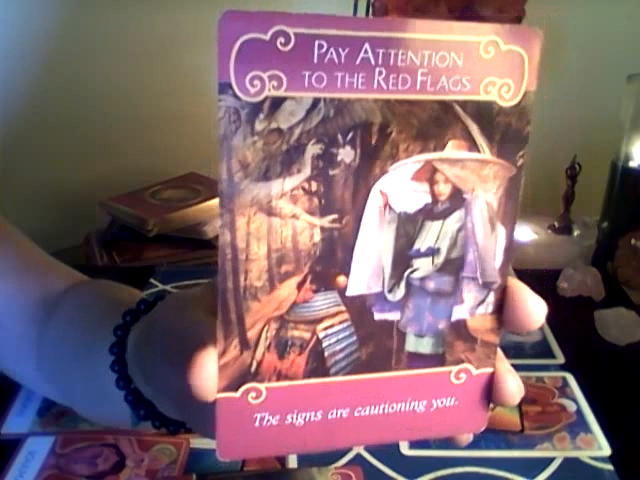 PAY ATTENTION
TO THE RED FLAGS
The signs are cautioning you.